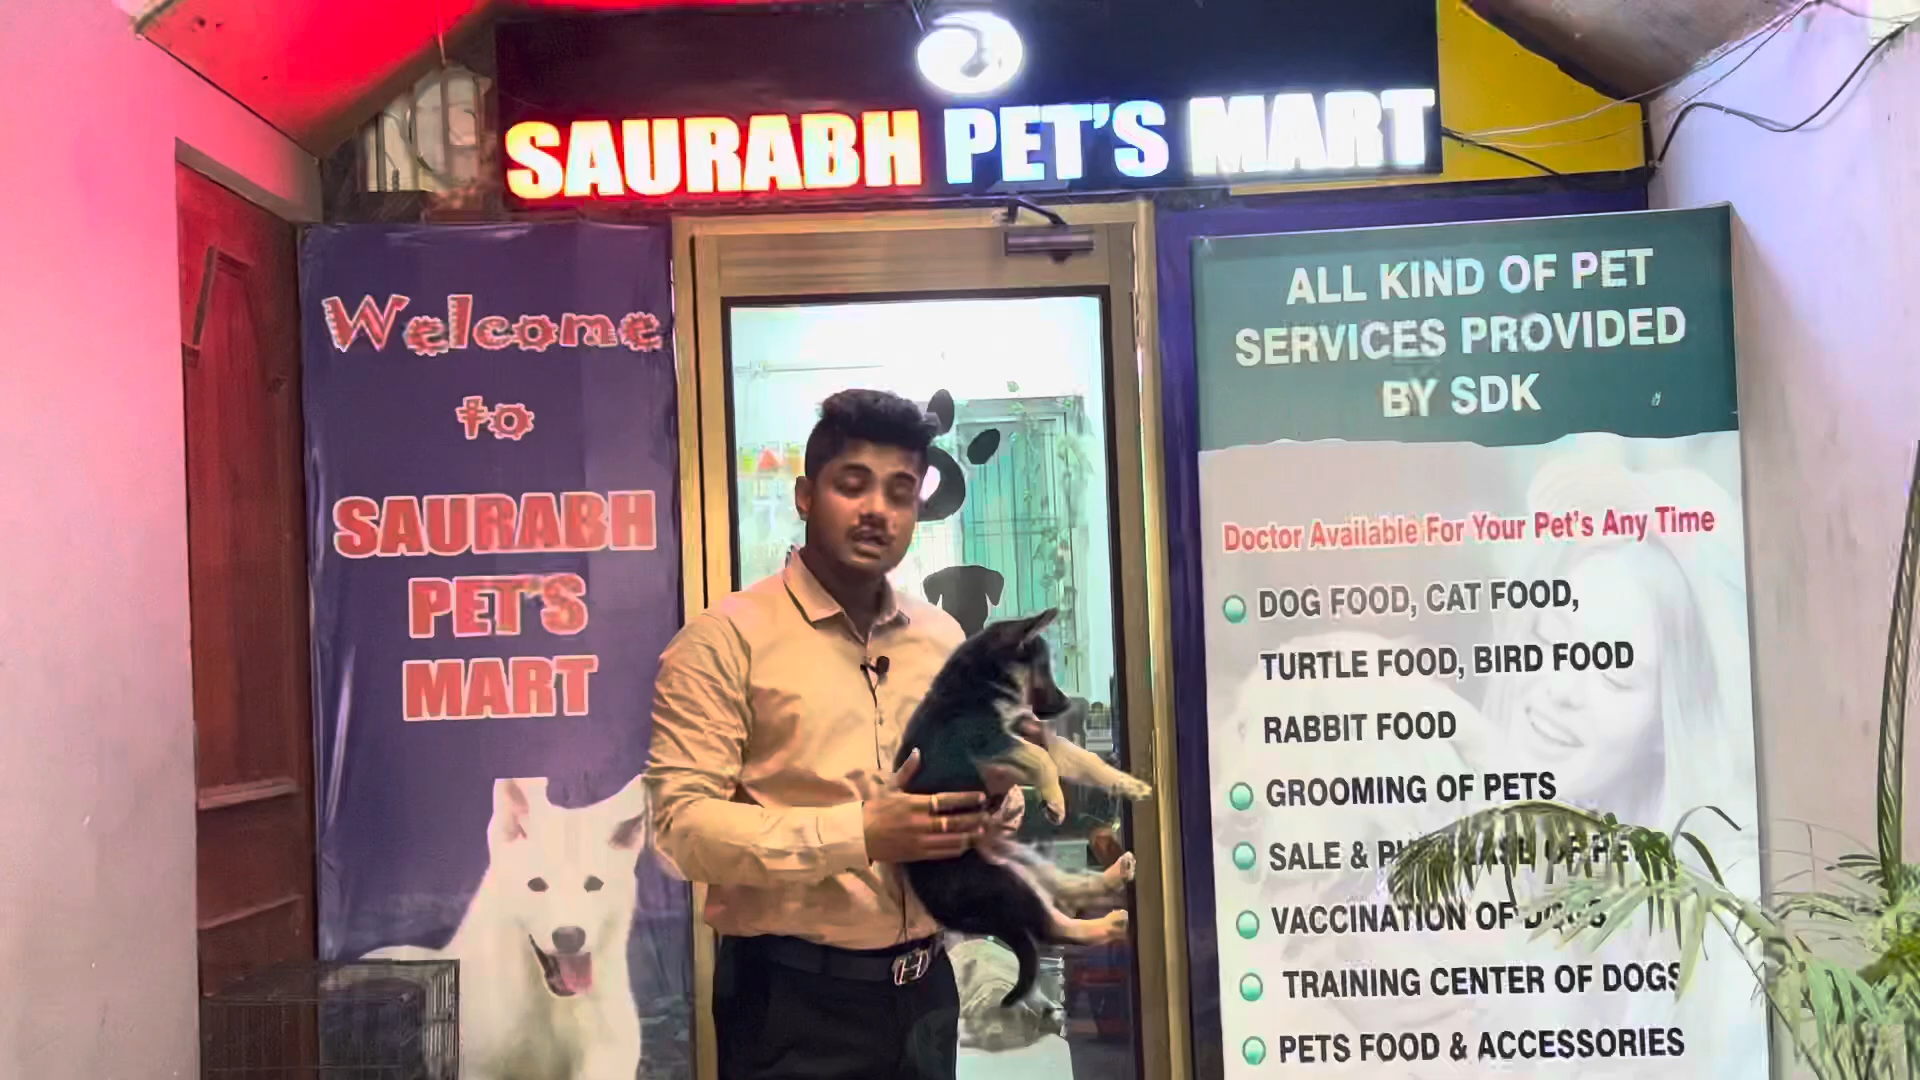 SAURABH PET'S MART
Welcome
to
SAURABH
PET'S
MART
ALL KIND OF PET
SERVICES PROVIDED
BY SDK
Doctor Available For Your Pet's Any Time
DOG FOOD, CAT FOOD,
TURTLE FOOD, BIRD FOOD
RABBIT FOOD
GROOMING OF PETS
SALE & OF
VACCINATION OF
TRAINING CENTER OF DOGS
PETS FOOD & ACCESSORIES